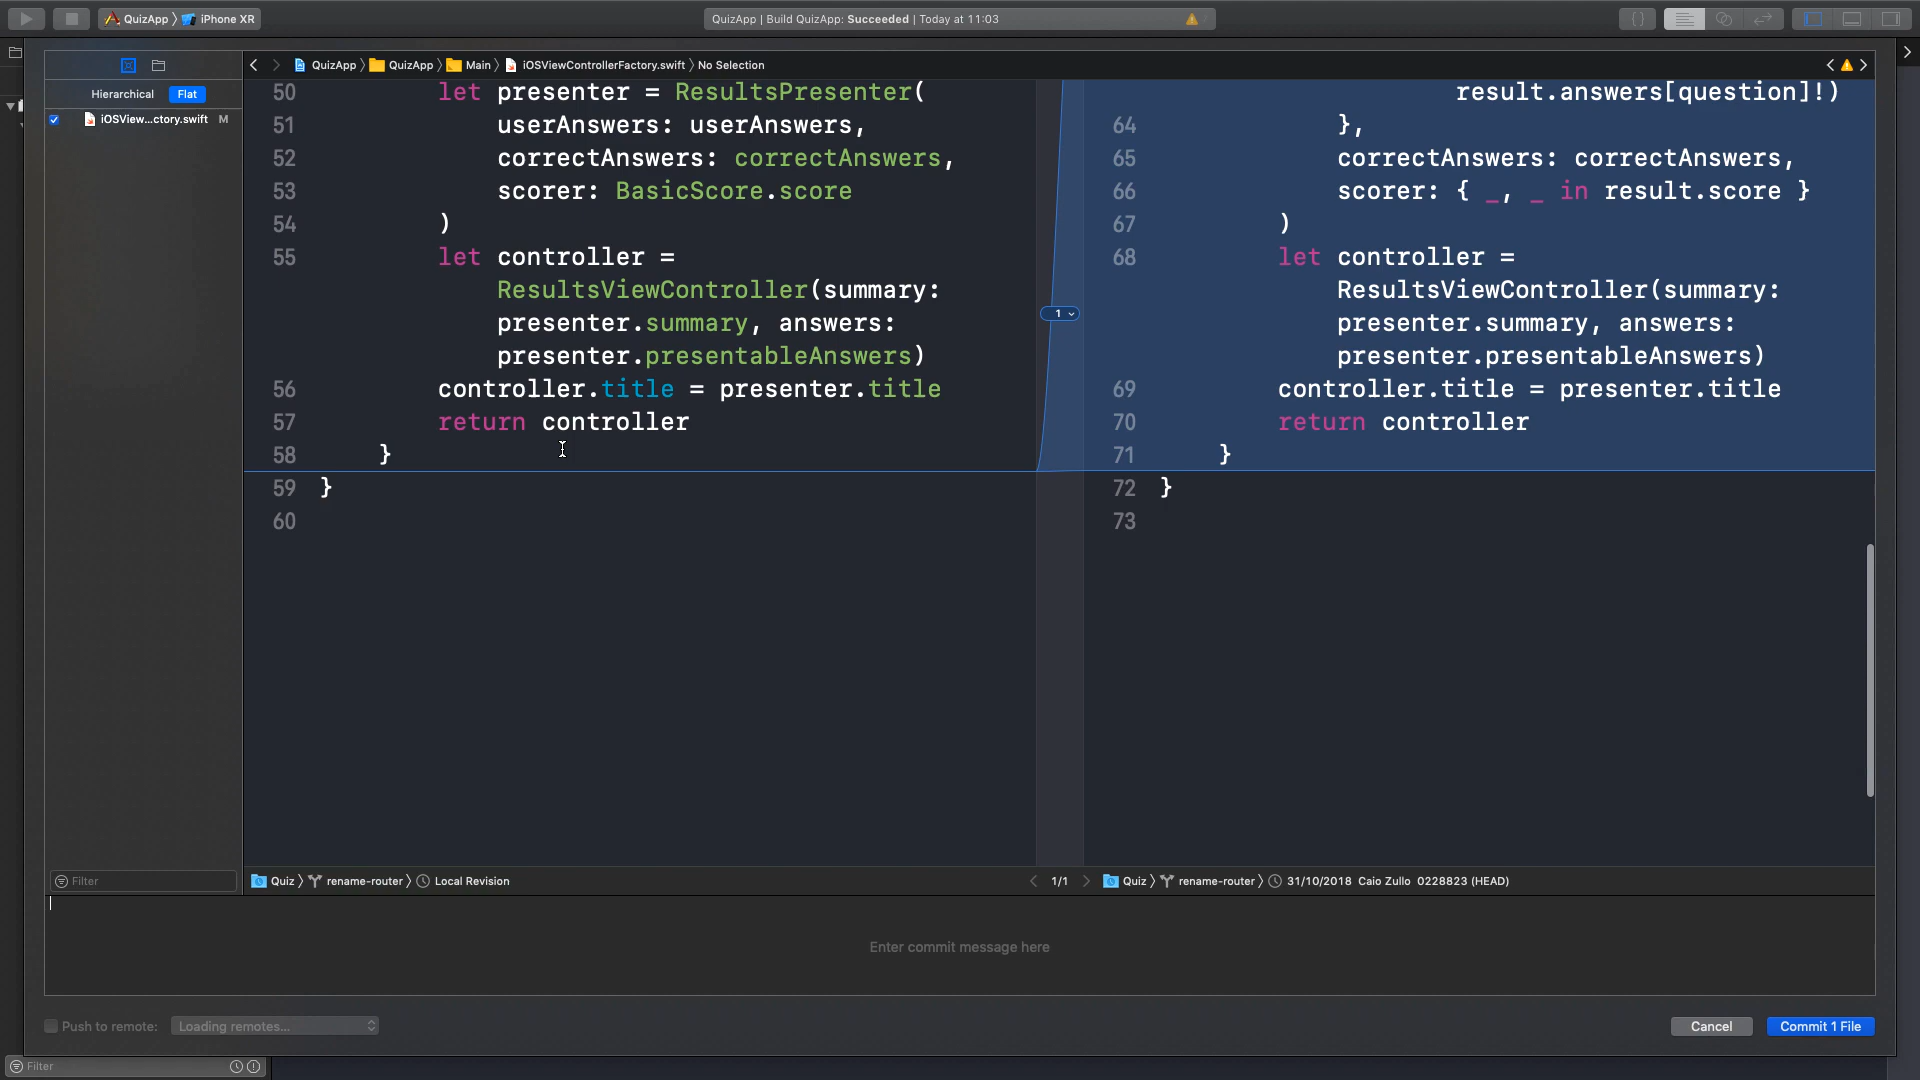 QuizApp 〉 iPhone XR
QuizApp | Build QuizApp: Succeeded | Today at 11:03
{ }
QuizApp 〉 QuizApp 〉 Main 〉 iOSViewControllerFactory.swift 〉 No Selection
Hierarchical Flat
iOSView...ctory.swift M
50 let presenter = ResultsPresenter(
51 userAnswers: userAnswers,
52 correctAnswers: correctAnswers,
53 scorer: BasicScore.score
54 )
55 let controller =
ResultsViewController(summary:
presenter.summary, answers:
presenter.presentableAnswers)
56 controller.title = presenter.title
57 return controller
58 }
59 }
60
1
result.answers[question]!)
64 },
65 correctAnswers: correctAnswers,
66 scorer: { _, _ in result.score }
67 )
68 let controller =
ResultsViewController(summary:
presenter.summary, answers:
presenter.presentableAnswers)
69 controller.title = presenter.title
70 return controller
71 }
72 }
73
Filter
Quiz 〉 rename-router 〉 Local Revision
1/1
Quiz 〉 rename-router 〉 31/10/2018 Caio Zullo 0228823 (HEAD)
Enter commit message here
Push to remote: Loading remotes...
Cancel Commit 1 File
Filter